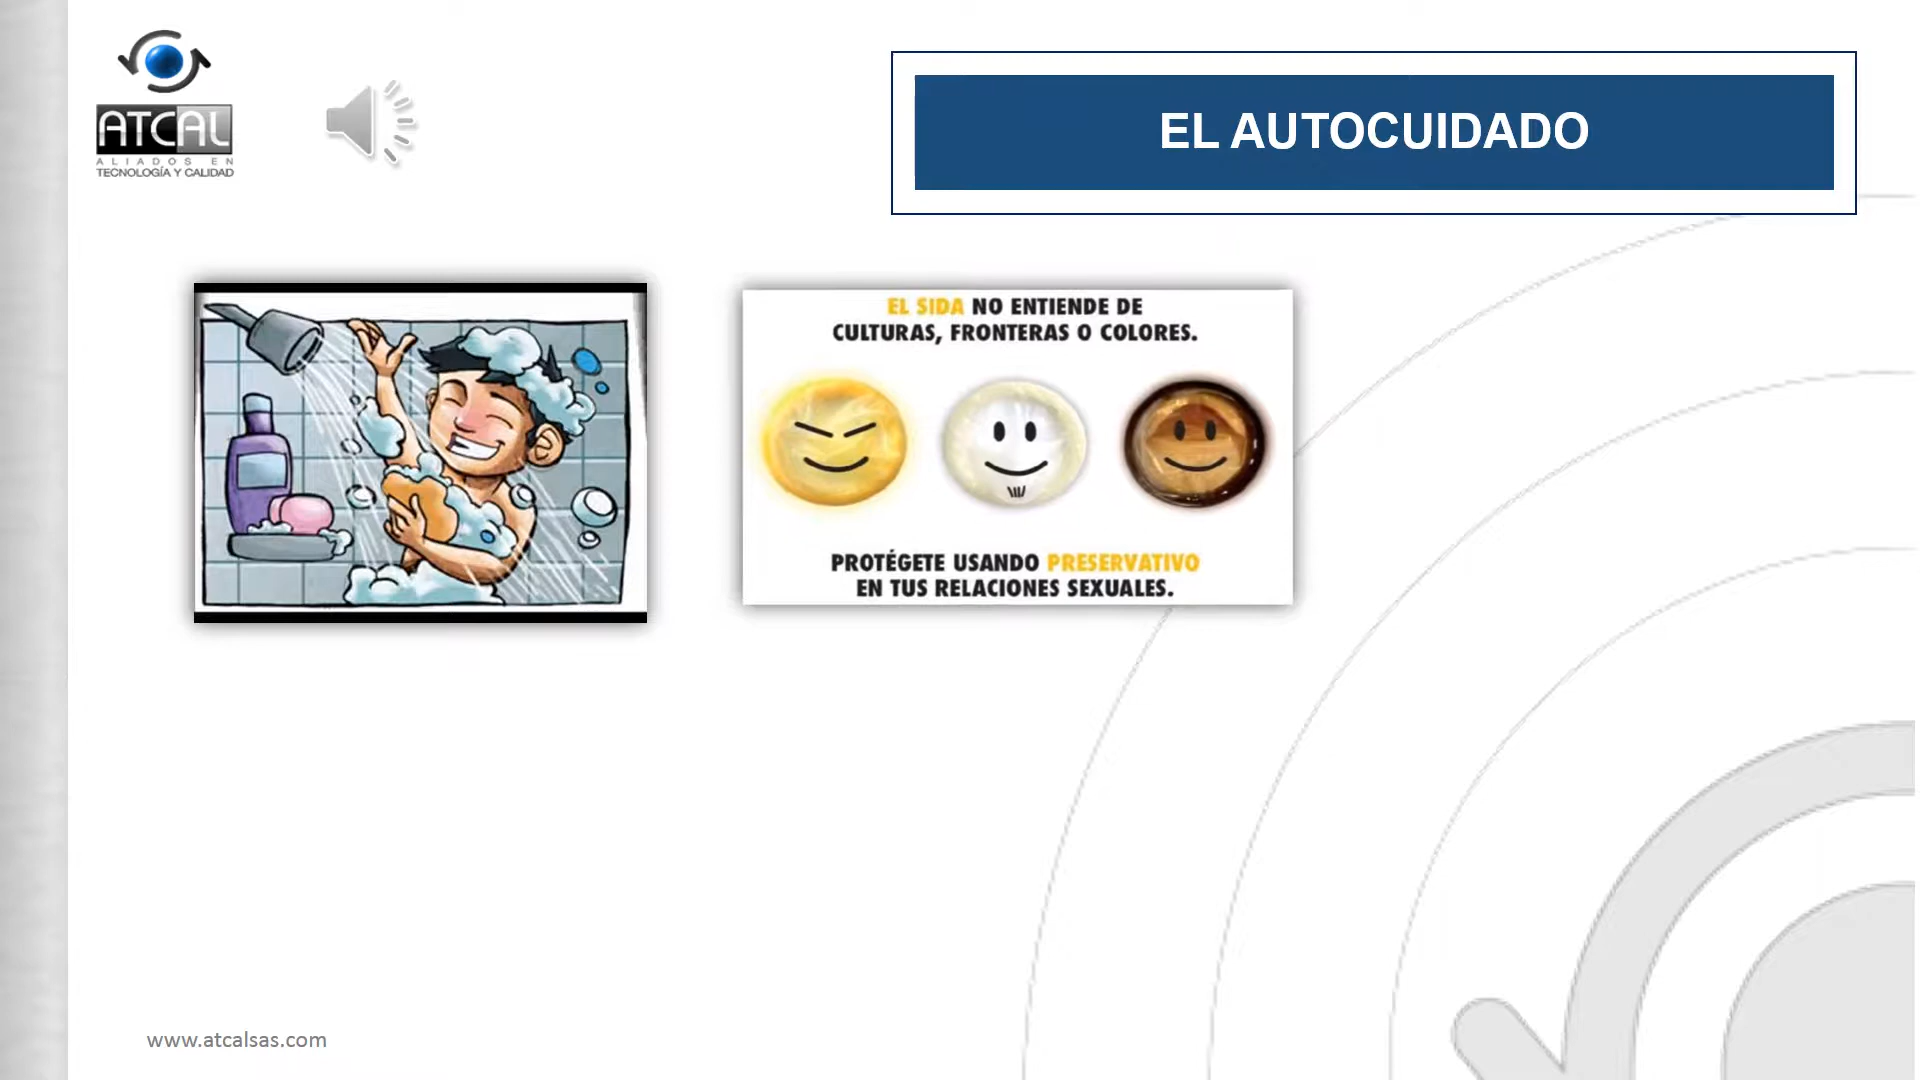 ATCAL
ALIADOS EN
TECNOLOGÍA Y CALIDAD
EL AUTOCUIDADO
EL SIDA NO ENTIENDE DE
CULTURAS, FRONTERAS O COLORES.
PROTÉGETE USANDO PRESERVATIVO
EN TUS RELACIONES SEXUALES.
www.atcalsas.com